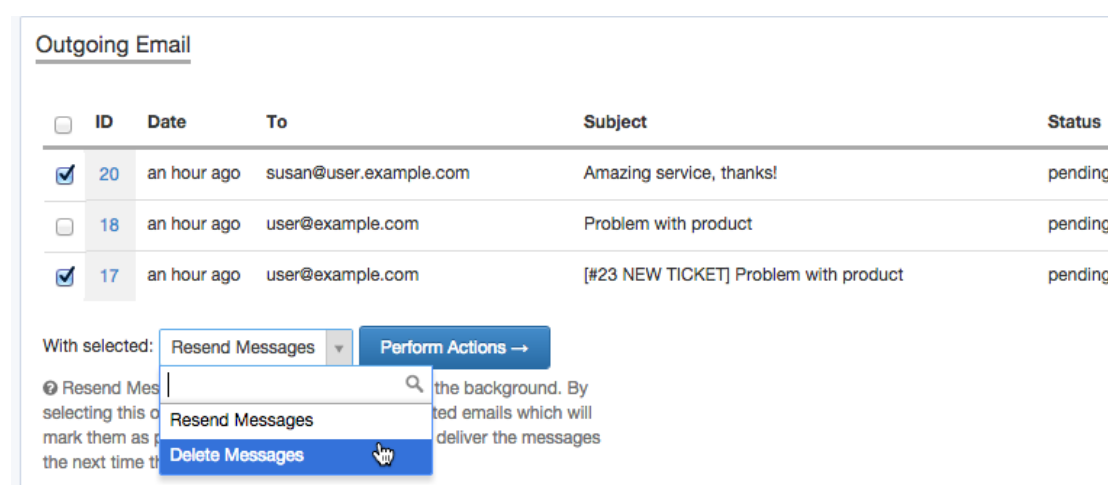 Outgoing Email
ID Date To Subject Status
20 an hour ago susan@user.example.com Amazing service, thanks! pending
18 an hour ago user@example.com Problem with product pending
17 an hour ago user@example.com [#23 NEW TICKET] Problem with product pending
With selected: Resend Messages Perform Actions →
Resend the background. By
selecting this emails which will
Resend Messages
mark them as deliver the messages
Delete Messages
the next time